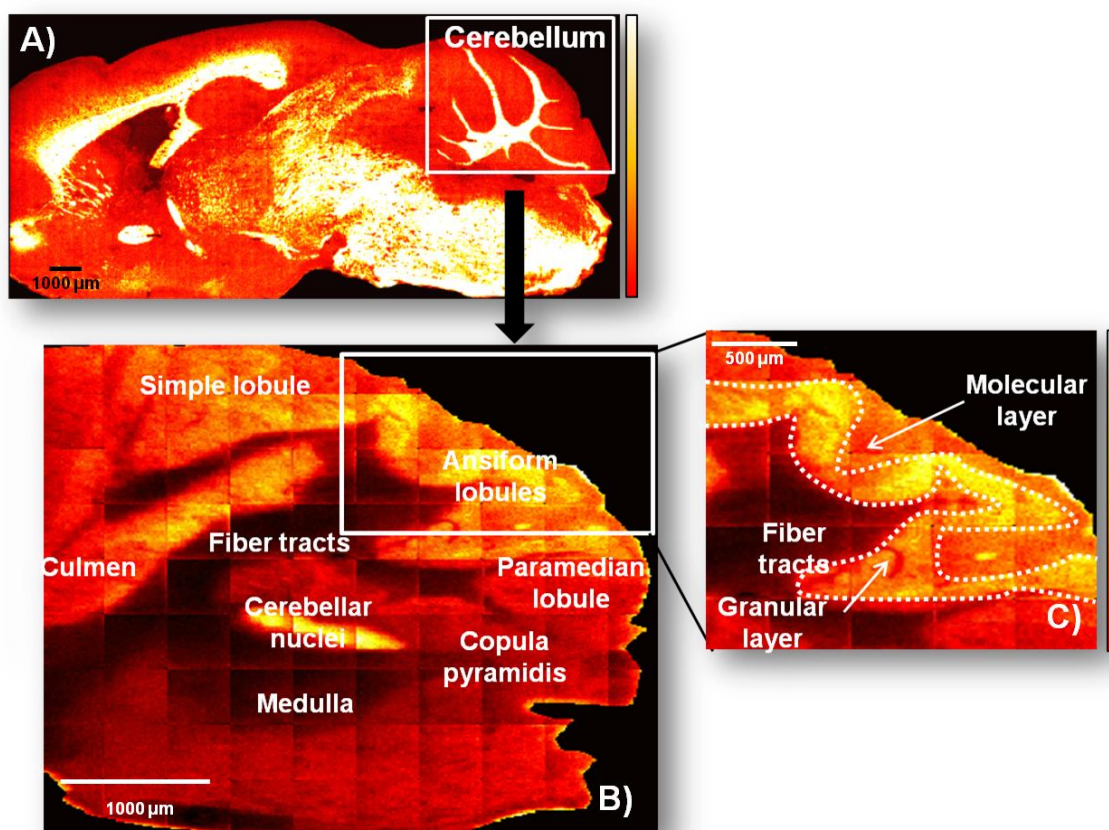 A)
Cerebellum
1000 µm
Simple lobule
Ansiform
lobules
Fiber tracts
Culmen
Paramedian
lobule
Cerebellar
nuclei
Copula
pyramidis
Medulla
1000 µm
B)
500 µm
Molecular
layer
Fiber
tracts
Granular
layer
C)